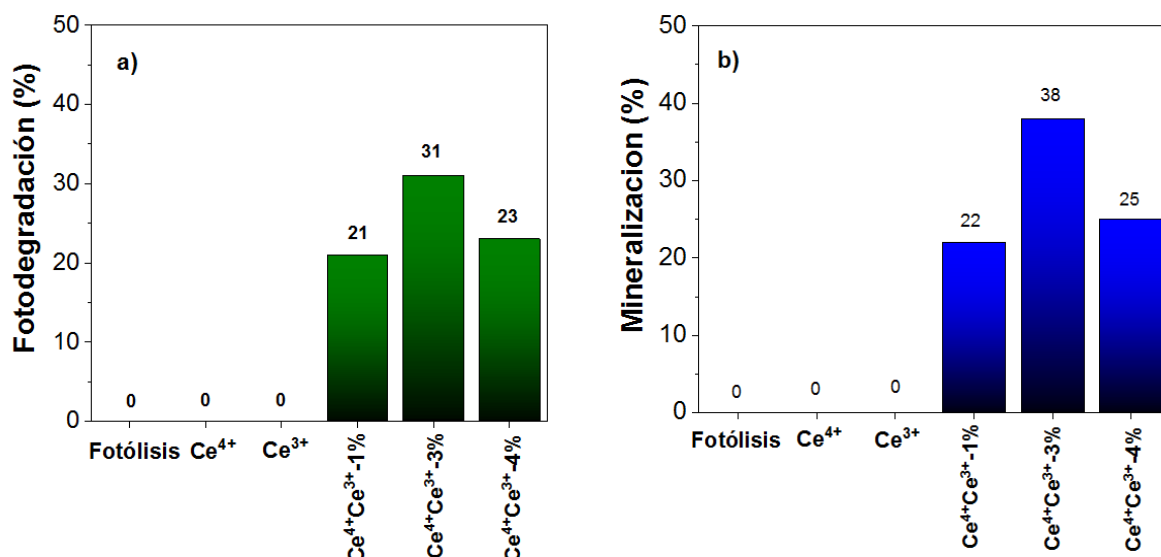 a)
Fotodegradación (%)
50
40
30
20
10
0
0
0
0
21
31
23
Fotólisis
Ce⁴⁺
Ce³⁺
Ce⁴⁺Ce³⁺-1%
Ce⁴⁺Ce³⁺-3%
Ce⁴⁺Ce³⁺-4%
b)
Mineralizacion (%)
50
40
30
20
10
0
0
0
0
22
38
25
Fotólisis
Ce⁴⁺
Ce³⁺
Ce⁴⁺Ce³⁺-1%
Ce⁴⁺Ce³⁺-3%
Ce⁴⁺Ce³⁺-4%